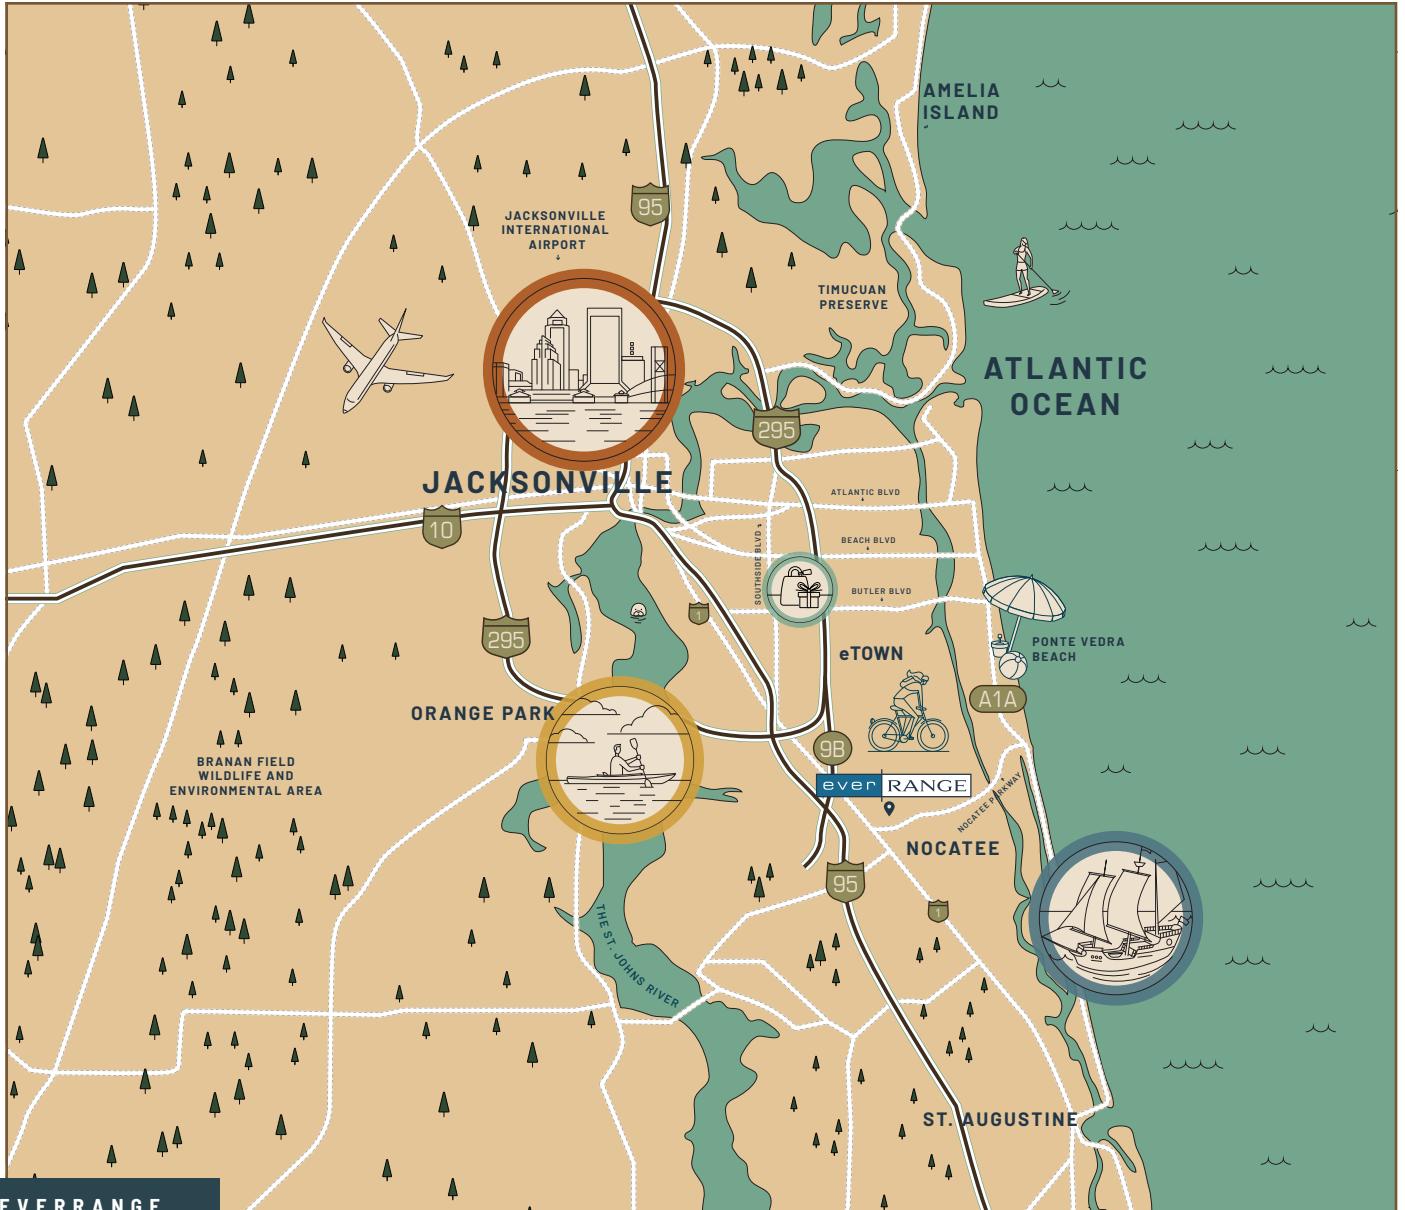 AMELIA
ISLAND
95
JACKSONVILLE
INTERNATIONAL
AIRPORT
TIMUCUAN
PRESERVE
ATLANTIC
OCEAN
295
JACKSONVILLE
ATLANTIC BLVD
10
SOUTHSIDE BLVD
BEACH BLVD
BUTLER BLVD
1
295
PONTE VEDRA
BEACH
eTOWN
A1A
ORANGE PARK
9B
BRANAN FIELD
WILDLIFE AND
ENVIRONMENTAL AREA
ever RANGE
NOCATEE PARKWAY
NOCATEE
95
1
THE ST. JOHNS RIVER
ST. AUGUSTINE
EVERRANGE